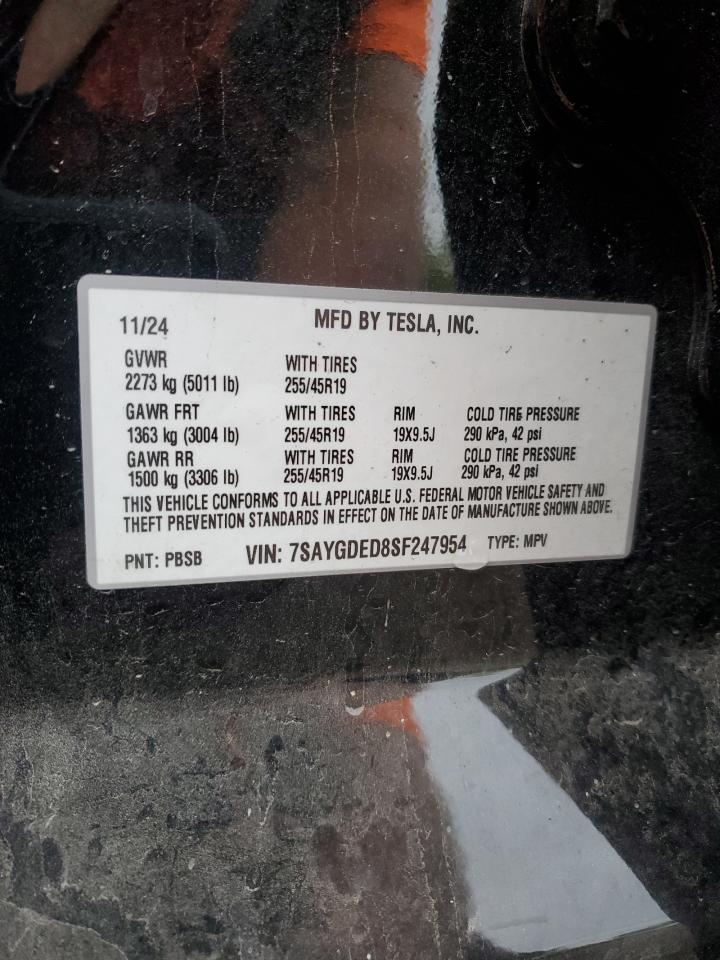 11/24 MFD BY TESLA, INC.
GVWR WITH TIRES
2273 kg (5011 lb) 255/45R19
GAWR FRT WITH TIRES RIM COLD TIRE PRESSURE
1363 kg (3004 lb) 255/45R19 19X9.5J 290 kPa, 42 psi
GAWR RR WITH TIRES RIM COLD TIRE PRESSURE
1500 kg (3306 lb) 255/45R19 19X9.5J 290 kPa, 42 psi
THIS VEHICLE CONFORMS TO ALL APPLICABLE U.S. FEDERAL MOTOR VEHICLE SAFETY AND
THEFT PREVENTION STANDARDS IN EFFECT ON THE DATE OF MANUFACTURE SHOWN ABOVE.
PNT: PBSB VIN: 7SAYGDED8SF247954 TYPE: MPV